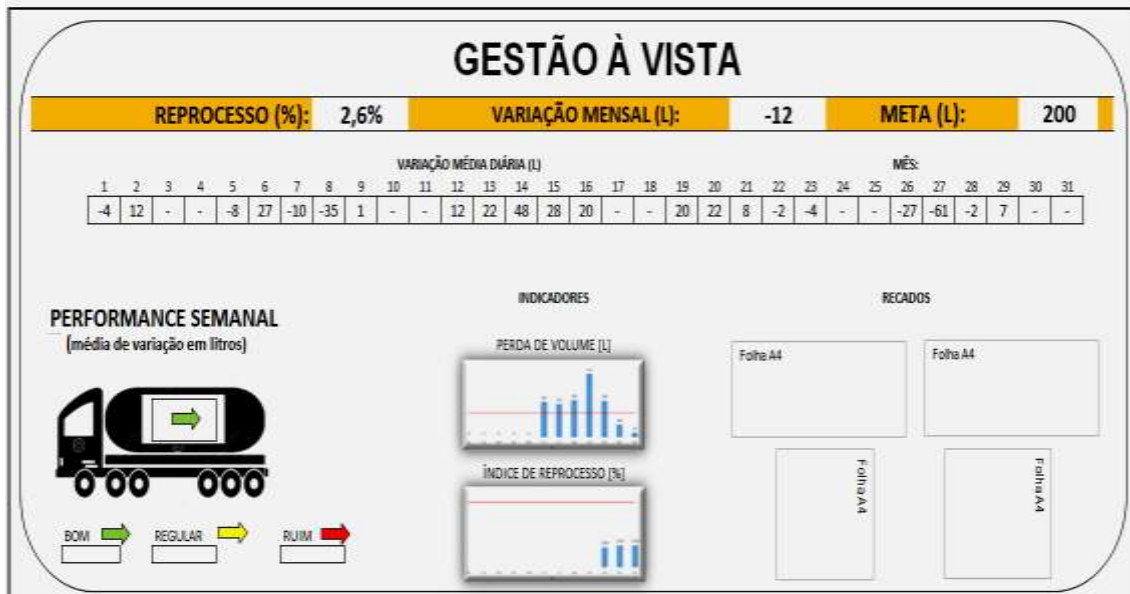 GESTÃO À VISTA
REPROCESSO (%): 2,6% VARIAÇÃO MENSAL (L): -12 META (L): 200
VARIAÇÃO MÉDIA DIÁRIA (L) MÊS:
1 2 3 4 5 6 7 8 9 10 11 12 13 14 15 16 17 18 19 20 21 22 23 24 25 26 27 28 29 30 31
-4 12 - - -8 27 -10 -35 1 - - 12 22 48 28 20 - - 20 22 8 -2 -4 - - -27 -61 -2 7 - -
PERFORMANCE SEMANAL
(média de variação em litros)
BOM REGULAR RUIM
INDICADORES
PERDA DE VOLUME [L]
ÍNDICE DE REPROCESSO [%]
RECADOS
Folha A4 Folha A4
Folha A4 Folha A4